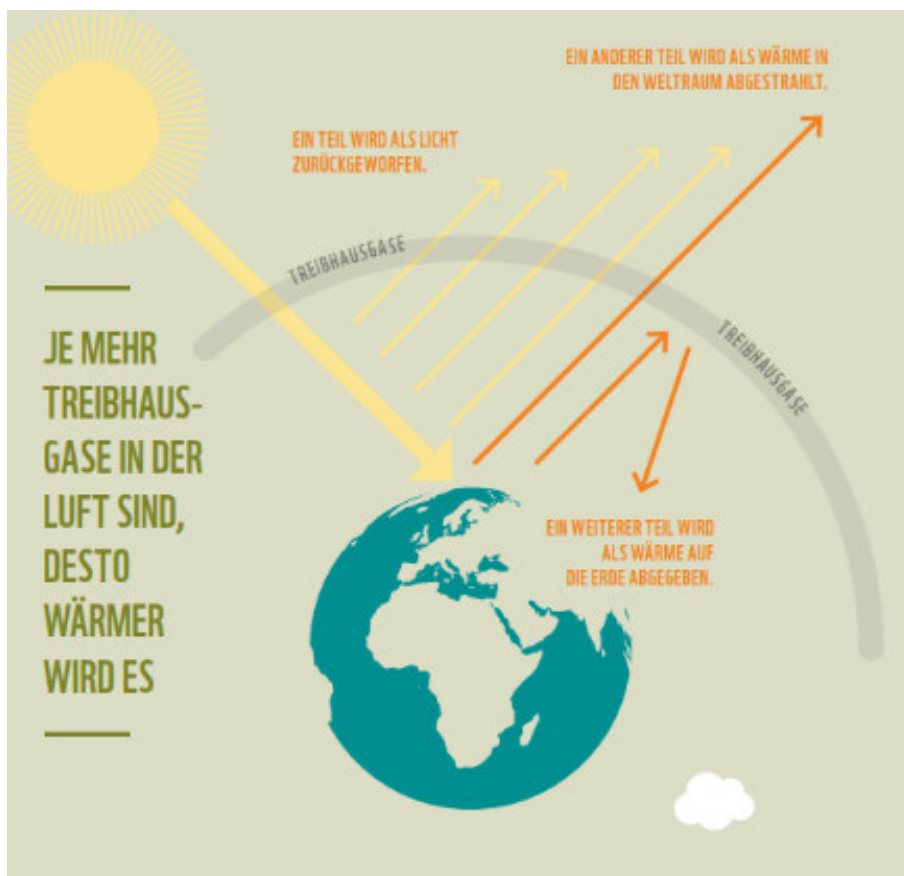 EIN ANDERER TEIL WIRD ALS WÄRME IN
DEN WELTRAUM ABGESTRAHLT.
EIN TEIL WIRD ALS LICHT
ZURÜCKGEWORFEN.
TREIBHAUSGASE
TREIBHAUSGASE
JE MEHR
TREIBHAUS-
GASE IN DER
LUFT SIND,
DESTO
WÄRMER
WIRD ES
EIN WEITERER TEIL WIRD
ALS WÄRME AUF
DIE ERDE ABGEGEBEN.